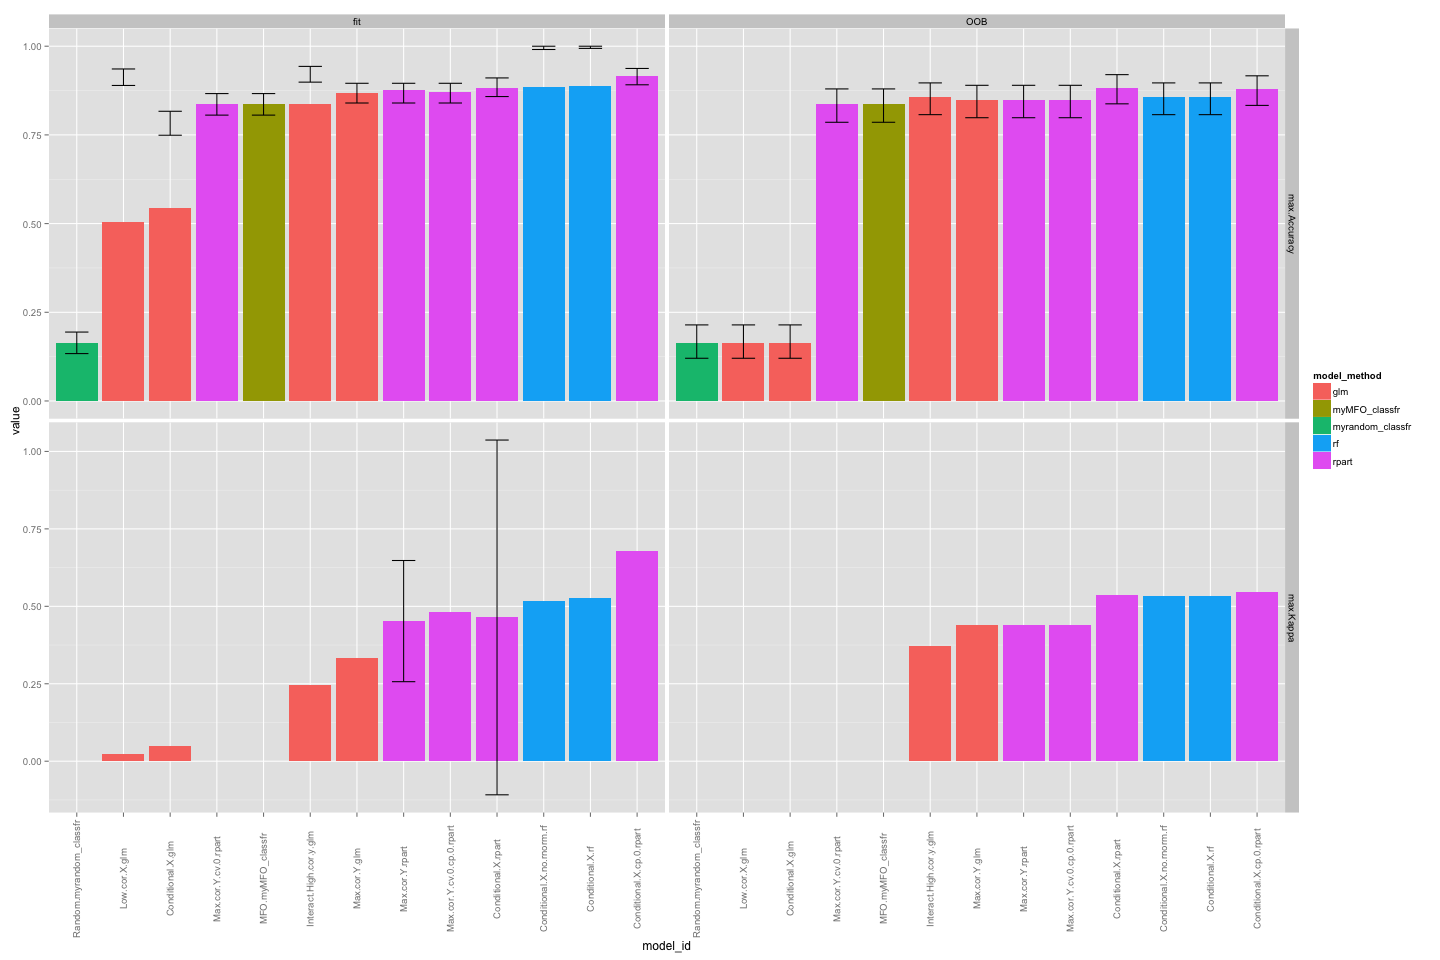 fit
OOB
1.00
0.75
0.50
0.25
0.00
max.Accuracy
value
1.00
0.75
0.50
0.25
0.00
max.Kappa
Random.myrandom_classfr
Low.cor.X.glm
Conditional.X.glm
Max.cor.Y.cv.0.rpart
MFO.myMFO_classfr
Interact.High.cor.y.glm
Max.cor.Y.glm
Max.cor.Y.rpart
Max.cor.Y.cv.0.cp.0.rpart
Conditional.X.rpart
Conditional.X.no.rnorm.rf
Conditional.X.rf
Conditional.X.cp.0.rpart
Random.myrandom_classfr
Low.cor.X.glm
Conditional.X.glm
Max.cor.Y.cv.0.rpart
MFO.myMFO_classfr
Interact.High.cor.y.glm
Max.cor.Y.glm
Max.cor.Y.rpart
Max.cor.Y.cv.0.cp.0.rpart
Conditional.X.rpart
Conditional.X.no.rnorm.rf
Conditional.X.rf
Conditional.X.cp.0.rpart
model_id
model_method
glm
myMFO_classfr
myrandom_classfr
rf
rpart